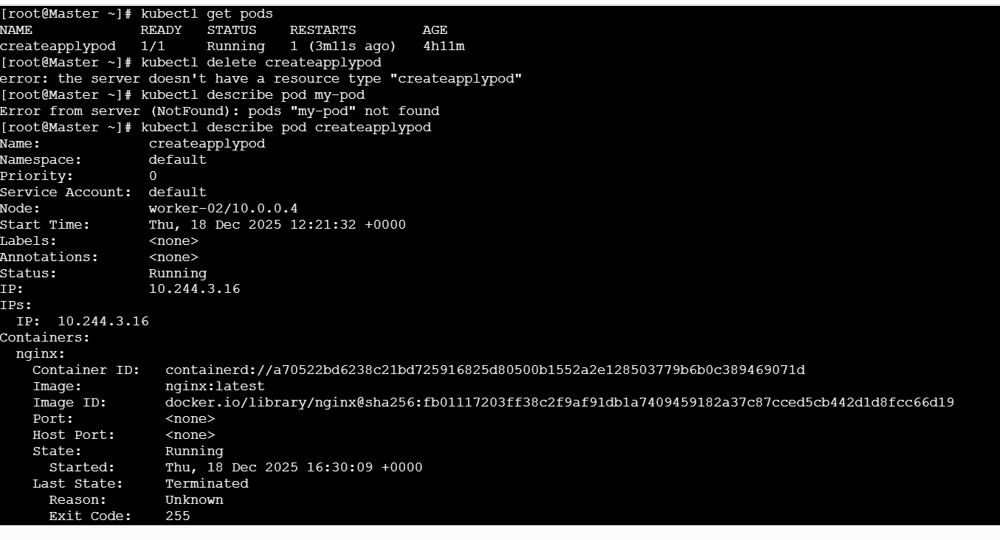 [root@Master ~]# kubectl get pods
NAME             READY   STATUS    RESTARTS        AGE
createapplypod   1/1     Running   1 (3m11s ago)   4h11m
[root@Master ~]# kubectl delete createapplypod
error: the server doesn't have a resource type "createapplypod"
[root@Master ~]# kubectl describe pod my-pod
Error from server (NotFound): pods "my-pod" not found
[root@Master ~]# kubectl describe pod createapplypod
Name:             createapplypod
Namespace:        default
Priority:         0
Service Account:  default
Node:             worker-02/10.0.0.4
Start Time:       Thu, 18 Dec 2025 12:21:32 +0000
Labels:           <none>
Annotations:      <none>
Status:           Running
IP:               10.244.3.16
IPs:
  IP:  10.244.3.16
Containers:
  nginx:
    Container ID:   containerd://a70522bd6238c21bd725916825d80500b1552a2e128503779b6b0c389469071d
    Image:          nginx:latest
    Image ID:       docker.io/library/nginx@sha256:fb01117203ff38c2f9af91db1a7409459182a37c87cced5cb442d1d8fcc66d19
    Port:           <none>
    Host Port:      <none>
    State:          Running
      Started:      Thu, 18 Dec 2025 16:30:09 +0000
    Last State:     Terminated
      Reason:       Unknown
      Exit Code:    255